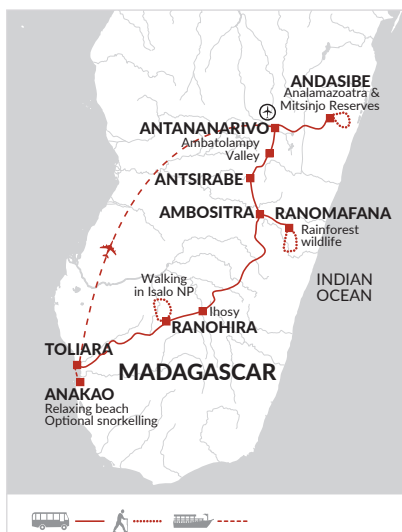 ANDASIBE
Analamazoatra &
Mitsinjo Reserves
ANTANANARIVO
Ambatolampy
Valley
ANTSIRABE
AMBOSITRA
RANOMAFANA
Rainforest
wildlife
INDIAN
OCEAN
Walking
in Isalo NP
Ihosy
RANOHIRA
TOLIARA
MADAGASCAR
ANAKAO
Relaxing beach
Optional snorkelling